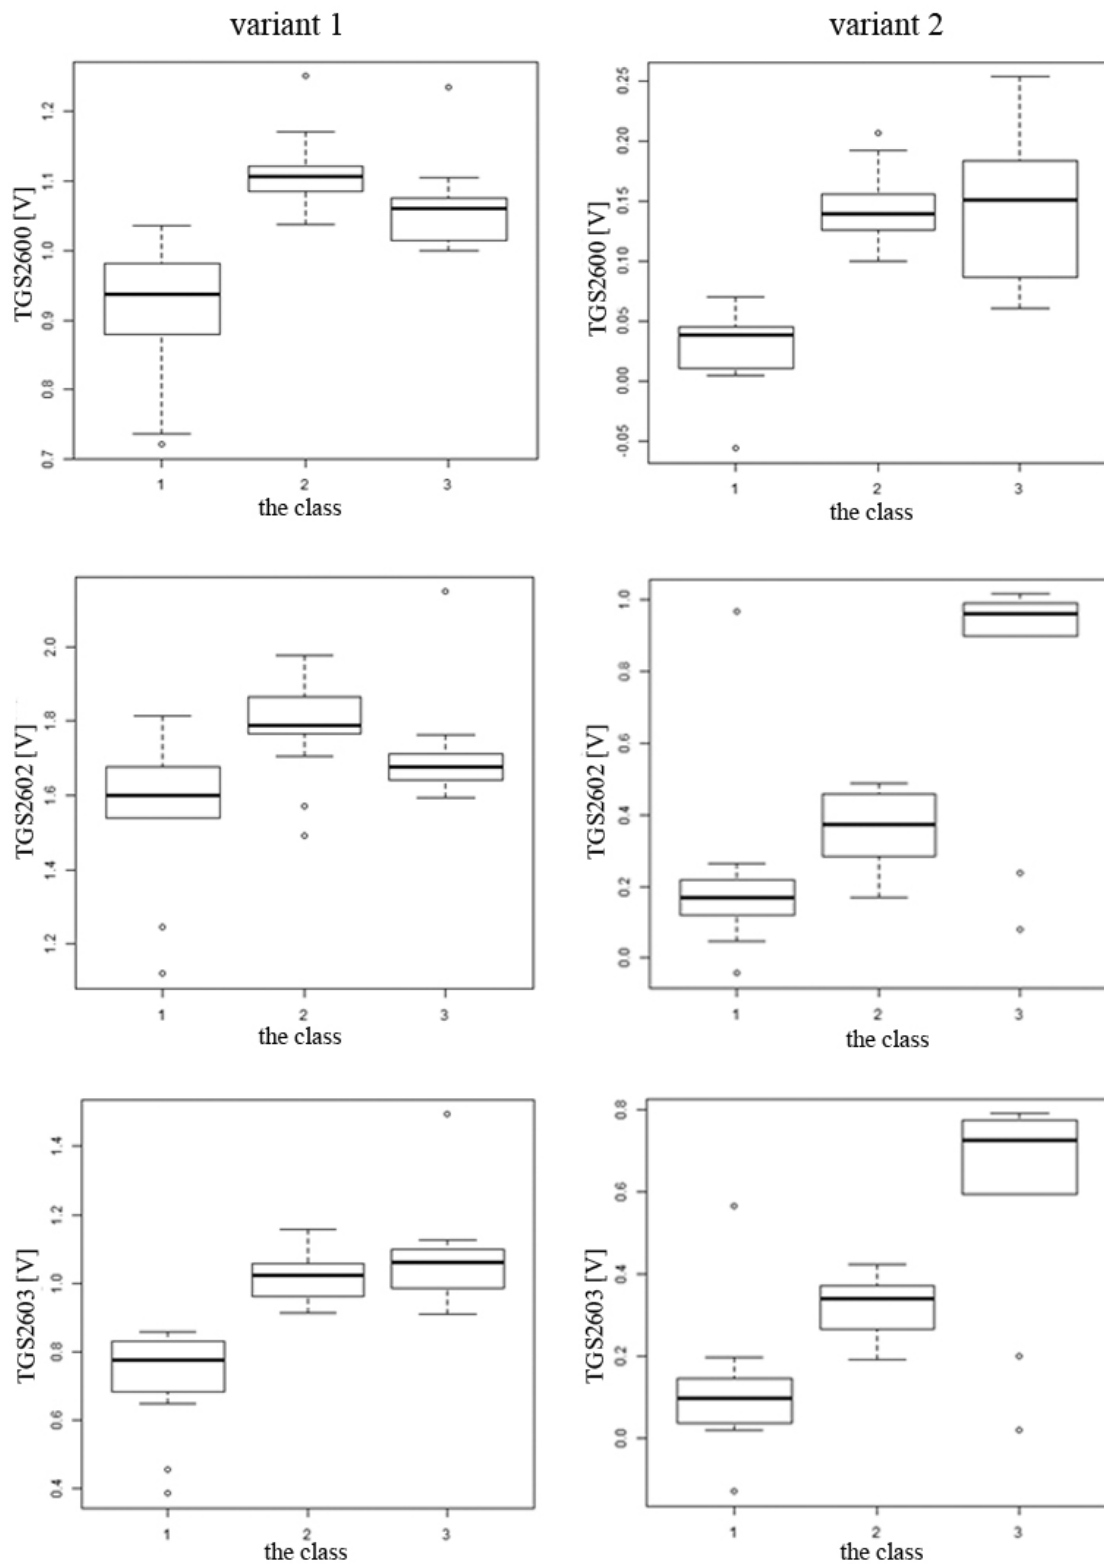 variant 1
variant 2
TGS2600 [V]
1.2
1.1
1.0
0.9
0.8
0.7
1 2 3
the class
TGS2600 [V]
0.25
0.20
0.15
0.10
0.05
0.00
-0.05
1 2 3
the class
TGS2602 [V]
2.0
1.8
1.6
1.4
1.2
1 2 3
the class
TGS2602 [V]
1.0
0.8
0.6
0.4
0.2
0.0
1 2 3
the class
TGS2603 [V]
1.4
1.2
1.0
0.8
0.6
0.4
1 2 3
the class
TGS2603 [V]
0.8
0.6
0.4
0.2
0.0
1 2 3
the class